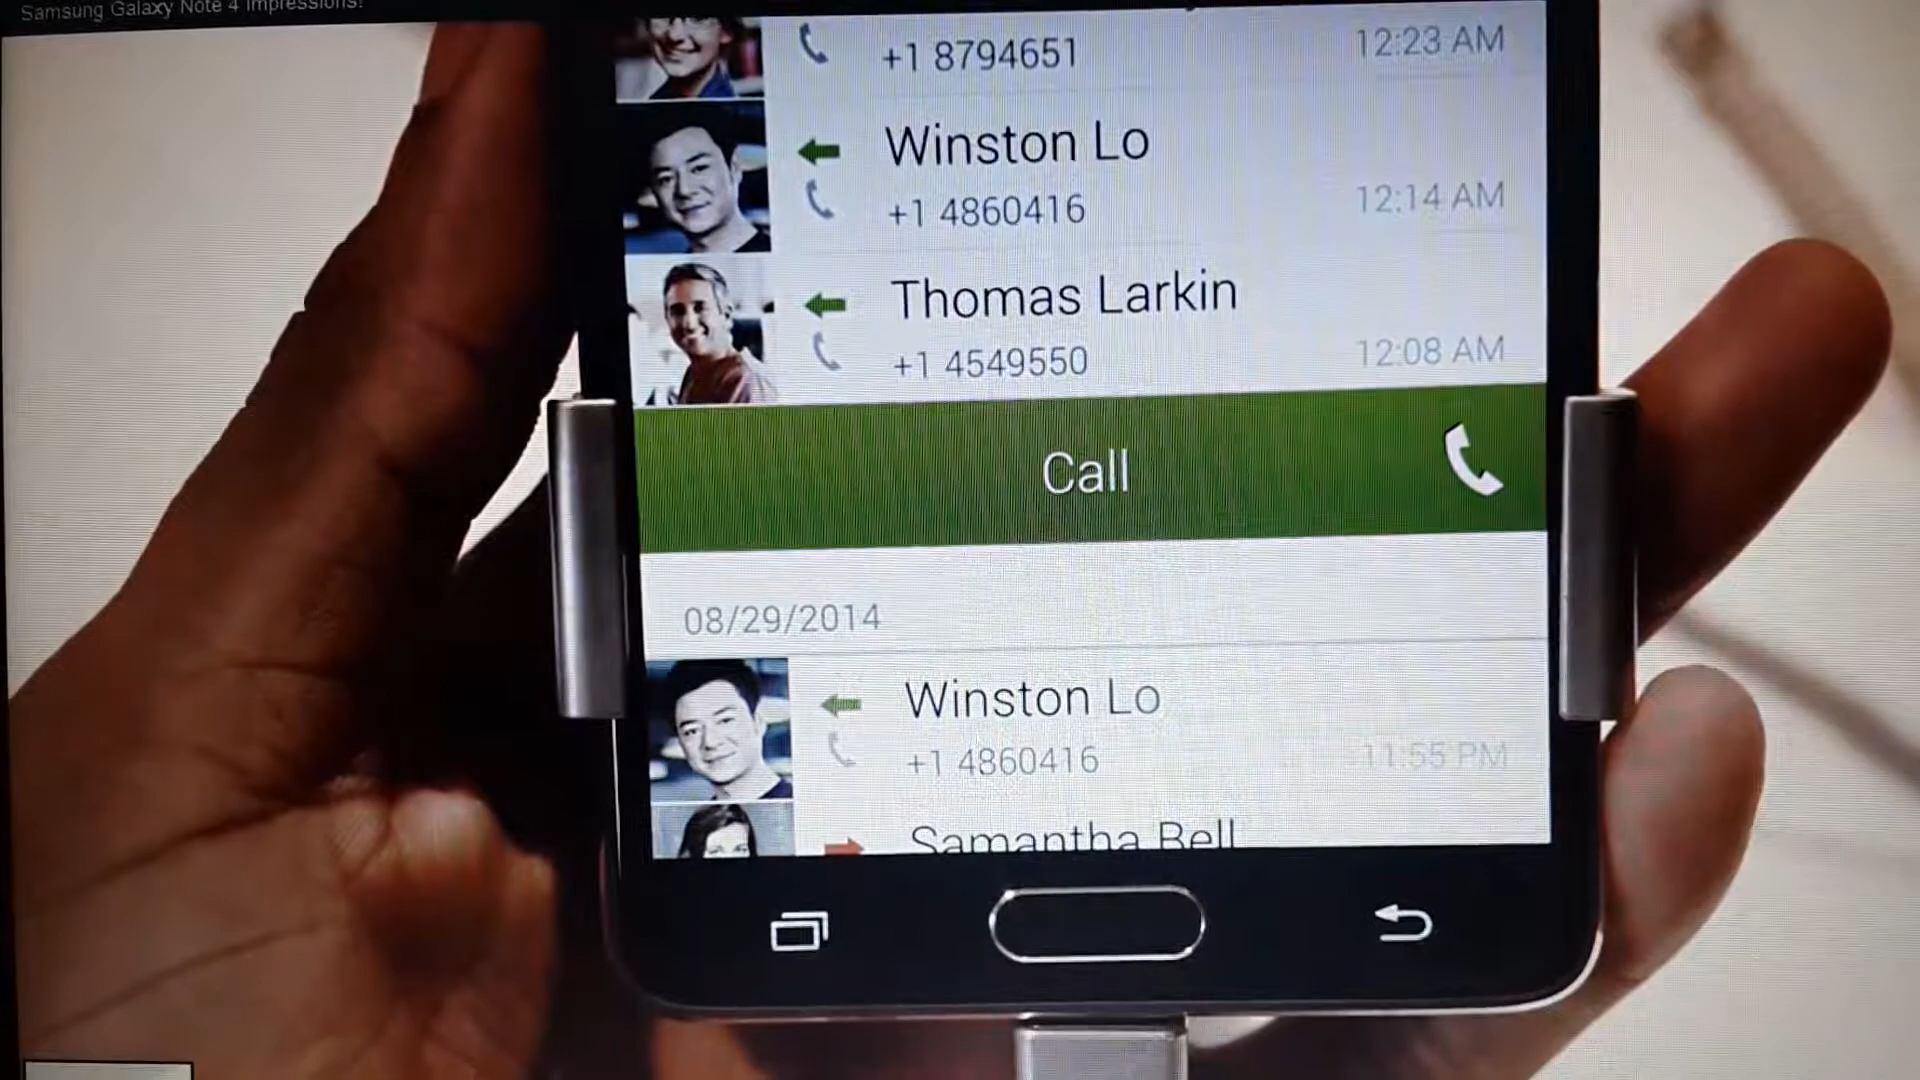 Samsung Galaxy Note 4 Impressions!
+1 8794651
12:23 AM
Winston Lo
+1 4860416
12:14 AM
Thomas Larkin
+1 4549550
12:08 AM
Call
08/29/2014
Winston Lo
+1 4860416
11:55 PM
Samantha Bell